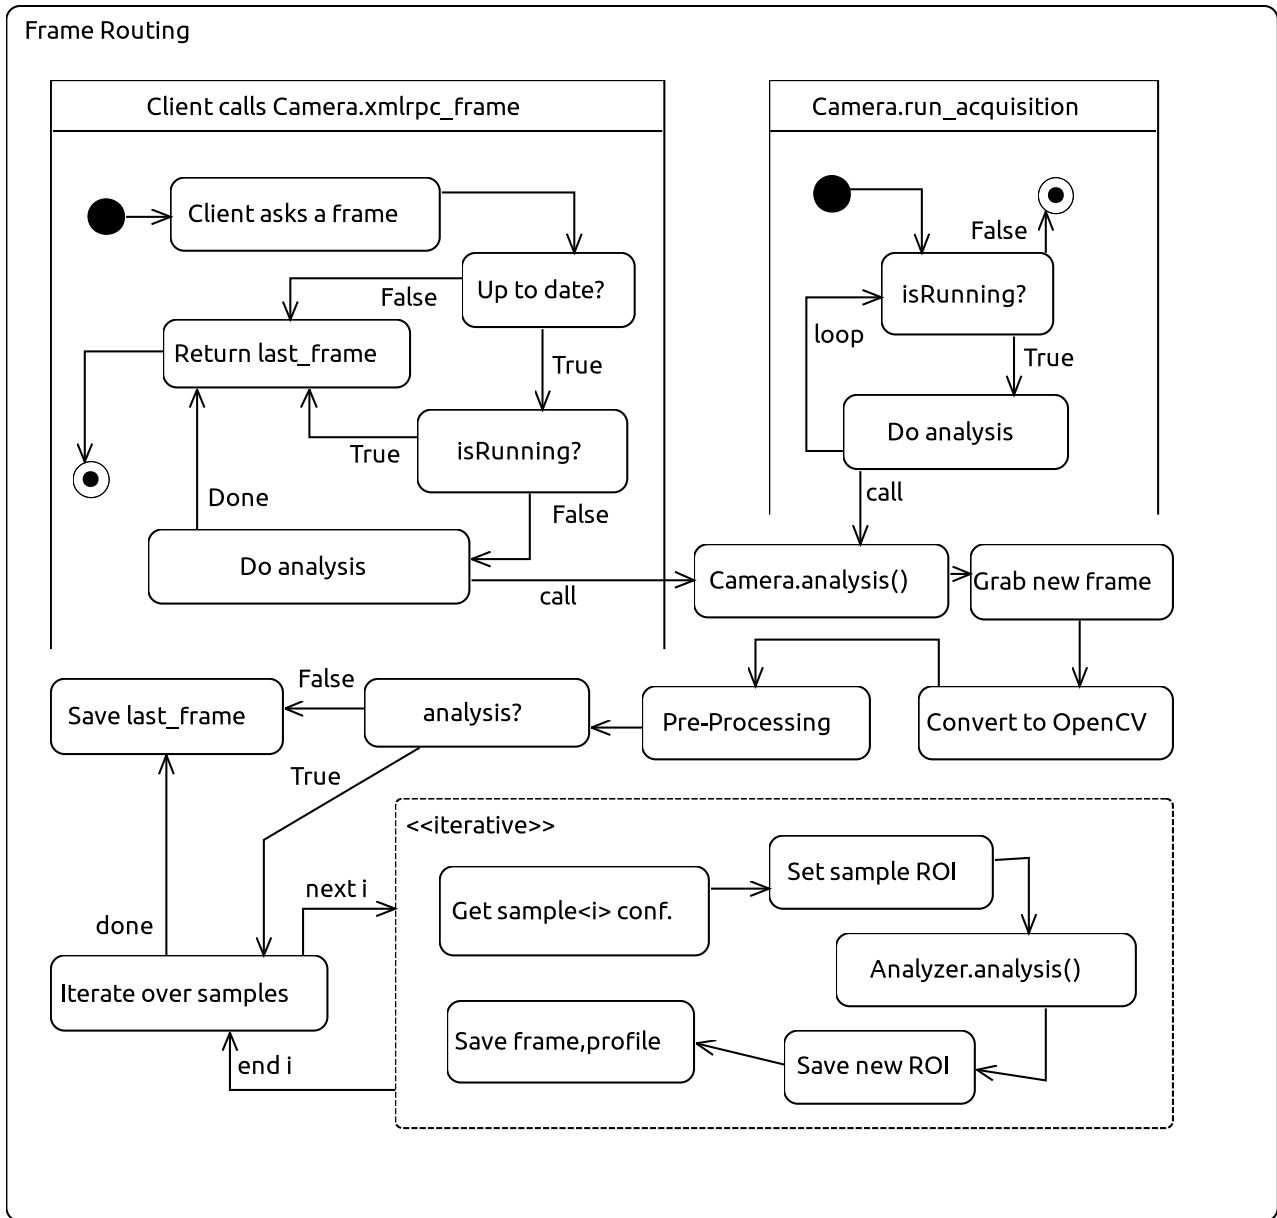 Frame Routing
Client calls Camera.xmlrpc_frame
Client asks a frame
Up to date?
False
Return last_frame
True
isRunning?
True
False
Done
Do analysis
call
Camera.run_acquisition
False
isRunning?
loop
True
Do analysis
call
Camera.analysis()
Grab new frame
Convert to OpenCV
Pre-Processing
analysis?
False
Save last_frame
True
done
next i
Iterate over samples
end i
<<iterative>>
Get sample<i> conf.
Set sample ROI
Analyzer.analysis()
Save new ROI
Save frame,profile